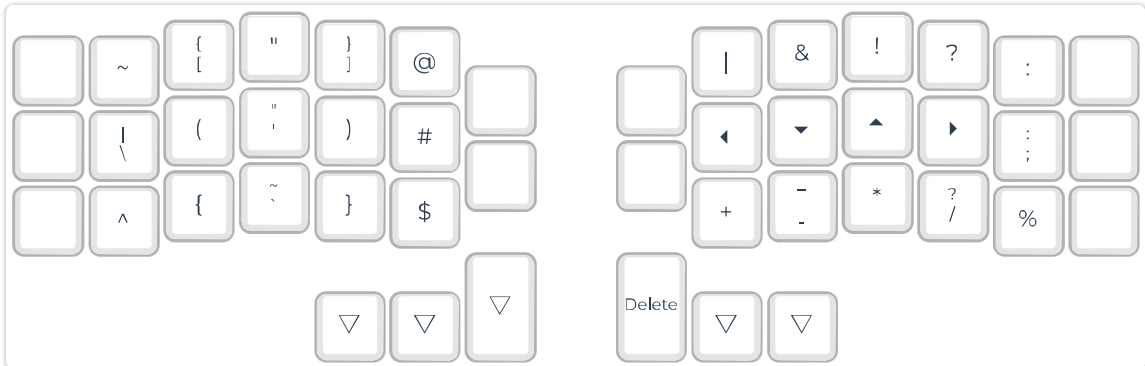 ~ { " } @ | & ! ? :
[ ]
| ( " ) # ◀ ▼ ▲ ▶ :
\ ' ;
^ { ~ } $ + _ * ? %
` - /
▽ ▽ ▽ Delete ▽ ▽